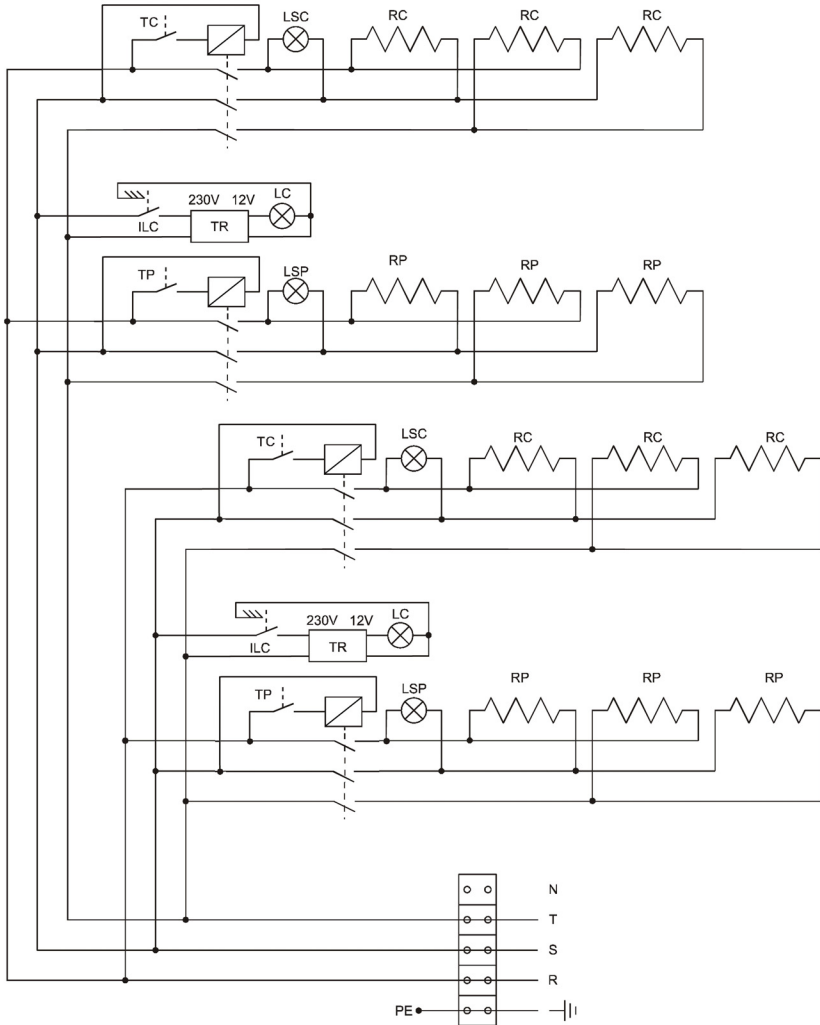 TC LSC RC RC RC
230V 12V LC
ILC TR
TP LSP RP RP RP
TC LSC RC RC RC
230V 12V LC
ILC TR
TP LSP RP RP RP
N
T
S
R
PE